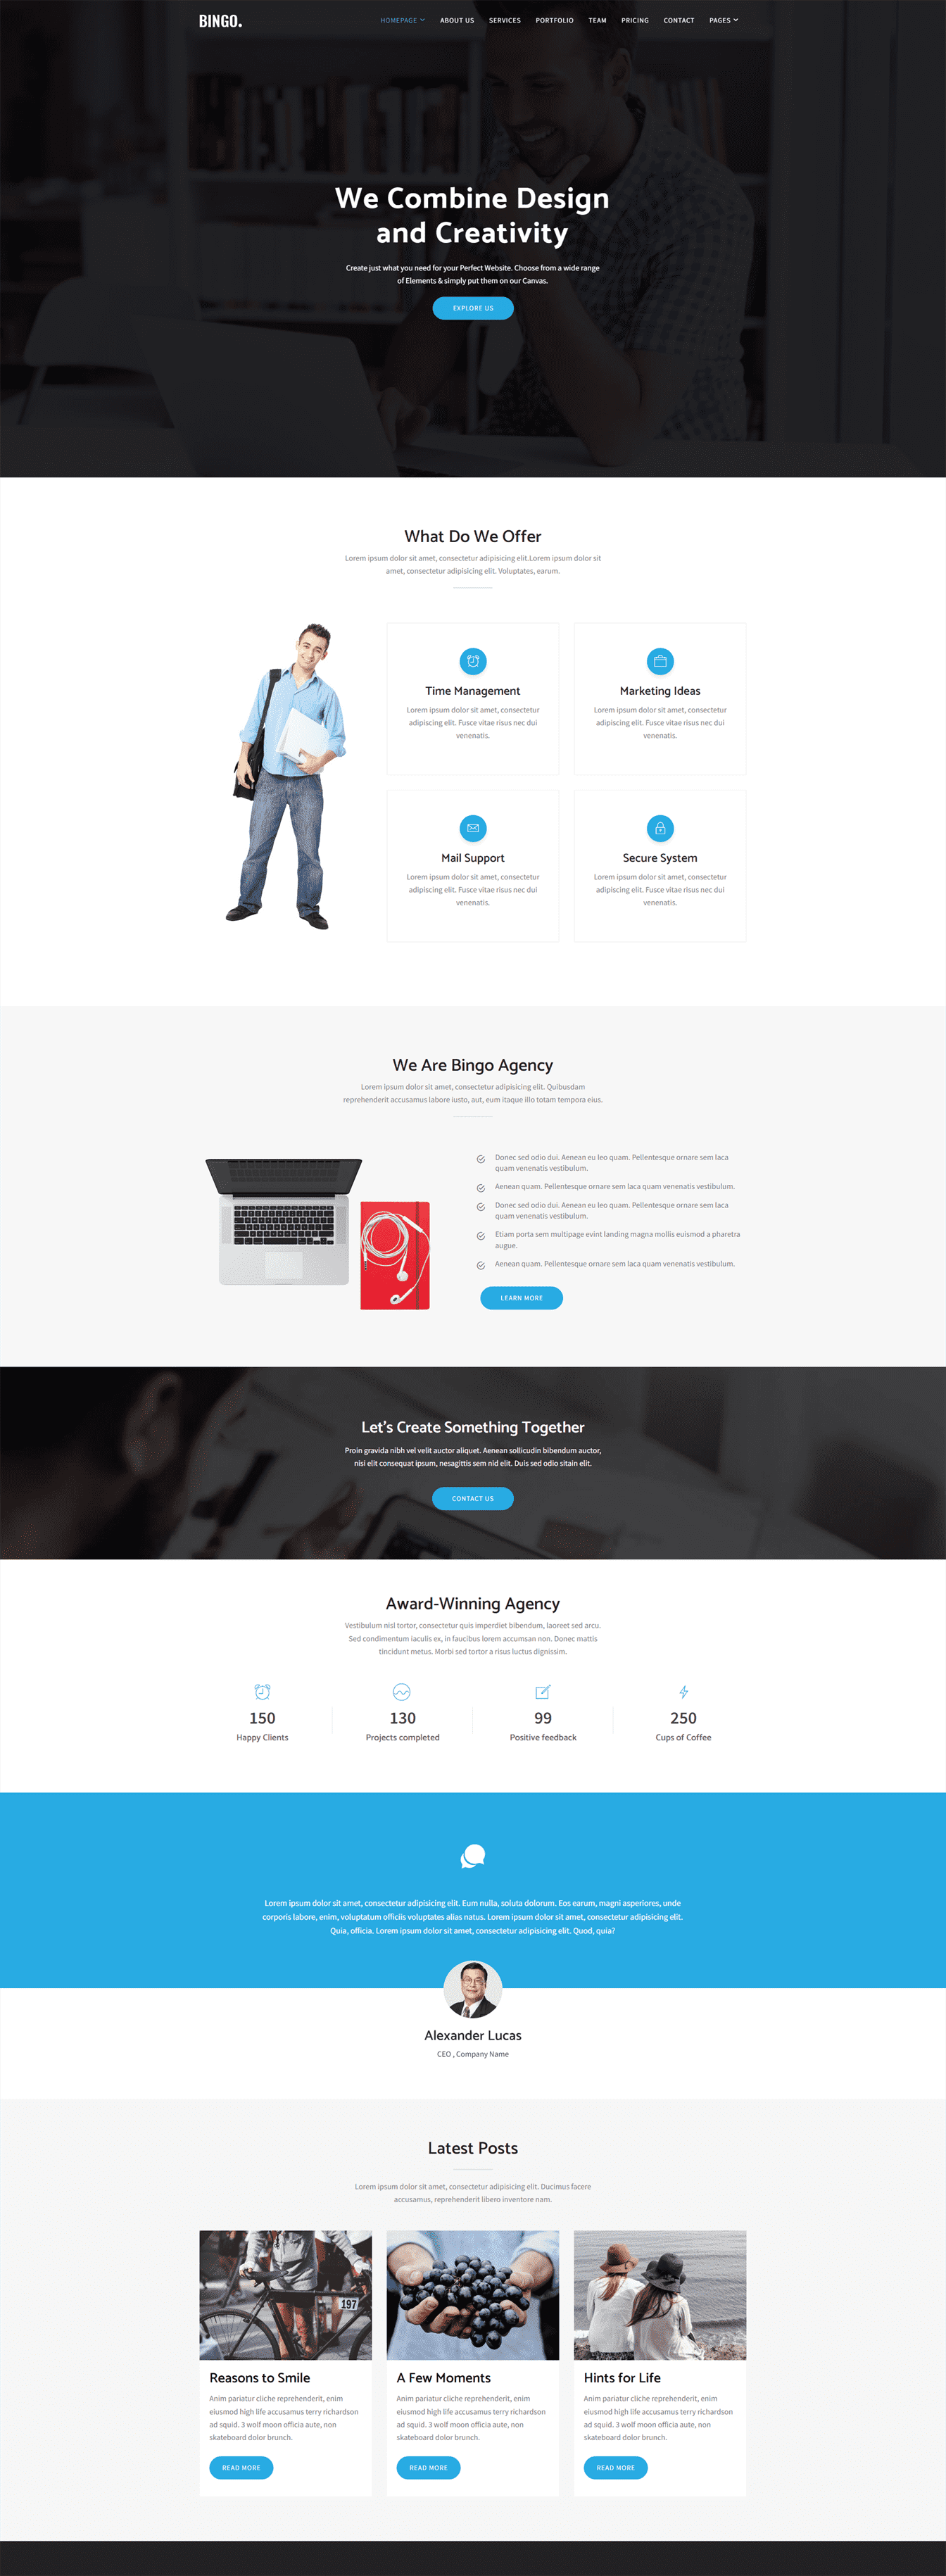 BINGO.
HOMEPAGE ABOUT US SERVICES PORTFOLIO TEAM PRICING CONTACT PAGES
We Combine Design
and Creativity
Create just what you need for your Perfect Website. Choose from a wide range
of Elements & simply put them on our Canvas.
EXPLORE US
What Do We Offer
Lorem ipsum dolor sit amet, consectetur adipisicing elit.Lorem ipsum dolor sit
amet, consectetur adipisicing elit. Voluptates, earum.
Time Management
Lorem ipsum dolor sit amet, consectetur
adipiscing elit. Fusce vitae risus nec dui
venenatis.
Marketing Ideas
Lorem ipsum dolor sit amet, consectetur
adipiscing elit. Fusce vitae risus nec dui
venenatis.
Mail Support
Lorem ipsum dolor sit amet, consectetur
adipiscing elit. Fusce vitae risus nec dui
venenatis.
Secure System
Lorem ipsum dolor sit amet, consectetur
adipiscing elit. Fusce vitae risus nec dui
venenatis.
We Are Bingo Agency
Lorem ipsum dolor sit amet, consectetur adipisicing elit. Quibusdam
reprehenderit accusamus labore iusto, aut, eum itaque illo totam tempora eius.
Donec sed odio dui. Aenean eu leo quam. Pellentesque ornare sem laca
quam venenatis vestibulum.
Aenean quam. Pellentesque ornare sem laca quam venenatis vestibulum.
Donec sed odio dui. Aenean eu leo quam. Pellentesque ornare sem laca
quam venenatis vestibulum.
Etiam porta sem multipage evint landing magna mollis euismod a pharetra
augue.
Aenean quam. Pellentesque ornare sem laca quam venenatis vestibulum.
LEARN MORE
Let's Create Something Together
Proin gravida nibh vel velit auctor aliquet. Aenean sollicudin bibendum auctor,
nisi elit consequat ipsum, nesagittis sem nid elit. Duis sed odio sitain elit.
CONTACT US
Award-Winning Agency
Vestibulum nisl tortor, consectetur quis imperdiet bibendum, laoreet sed arcu.
Sed condimentum iaculis ex, in faucibus lorem accumsan non. Donec mattis
tincidunt metus. Morbi sed tortor a risus luctus dignissim.
150
Happy Clients
130
Projects completed
99
Positive feedback
250
Cups of Coffee
Lorem ipsum dolor sit amet, consectetur adipisicing elit. Eum nulla, soluta dolorum. Eos earum, magni asperiores, unde
corporis labore, enim, voluptatum officiis voluptates alias natus. Lorem ipsum dolor sit amet, consectetur adipisicing elit.
Quia, officia. Lorem ipsum dolor sit amet, consectetur adipisicing elit. Quod, quia?
Alexander Lucas
CEO , Company Name
Latest Posts
Lorem ipsum dolor sit amet, consectetur adipisicing elit. Ducimus facere
accusamus, reprehenderit libero inventore nam.
197
Reasons to Smile
Anim pariatur cliche reprehenderit, enim
eiusmod high life accusamus terry richardson
ad squid. 3 wolf moon officia aute, non
skateboard dolor brunch.
READ MORE
A Few Moments
Anim pariatur cliche reprehenderit, enim
eiusmod high life accusamus terry richardson
ad squid. 3 wolf moon officia aute, non
skateboard dolor brunch.
READ MORE
Hints for Life
Anim pariatur cliche reprehenderit, enim
eiusmod high life accusamus terry richardson
ad squid. 3 wolf moon officia aute, non
skateboard dolor brunch.
READ MORE